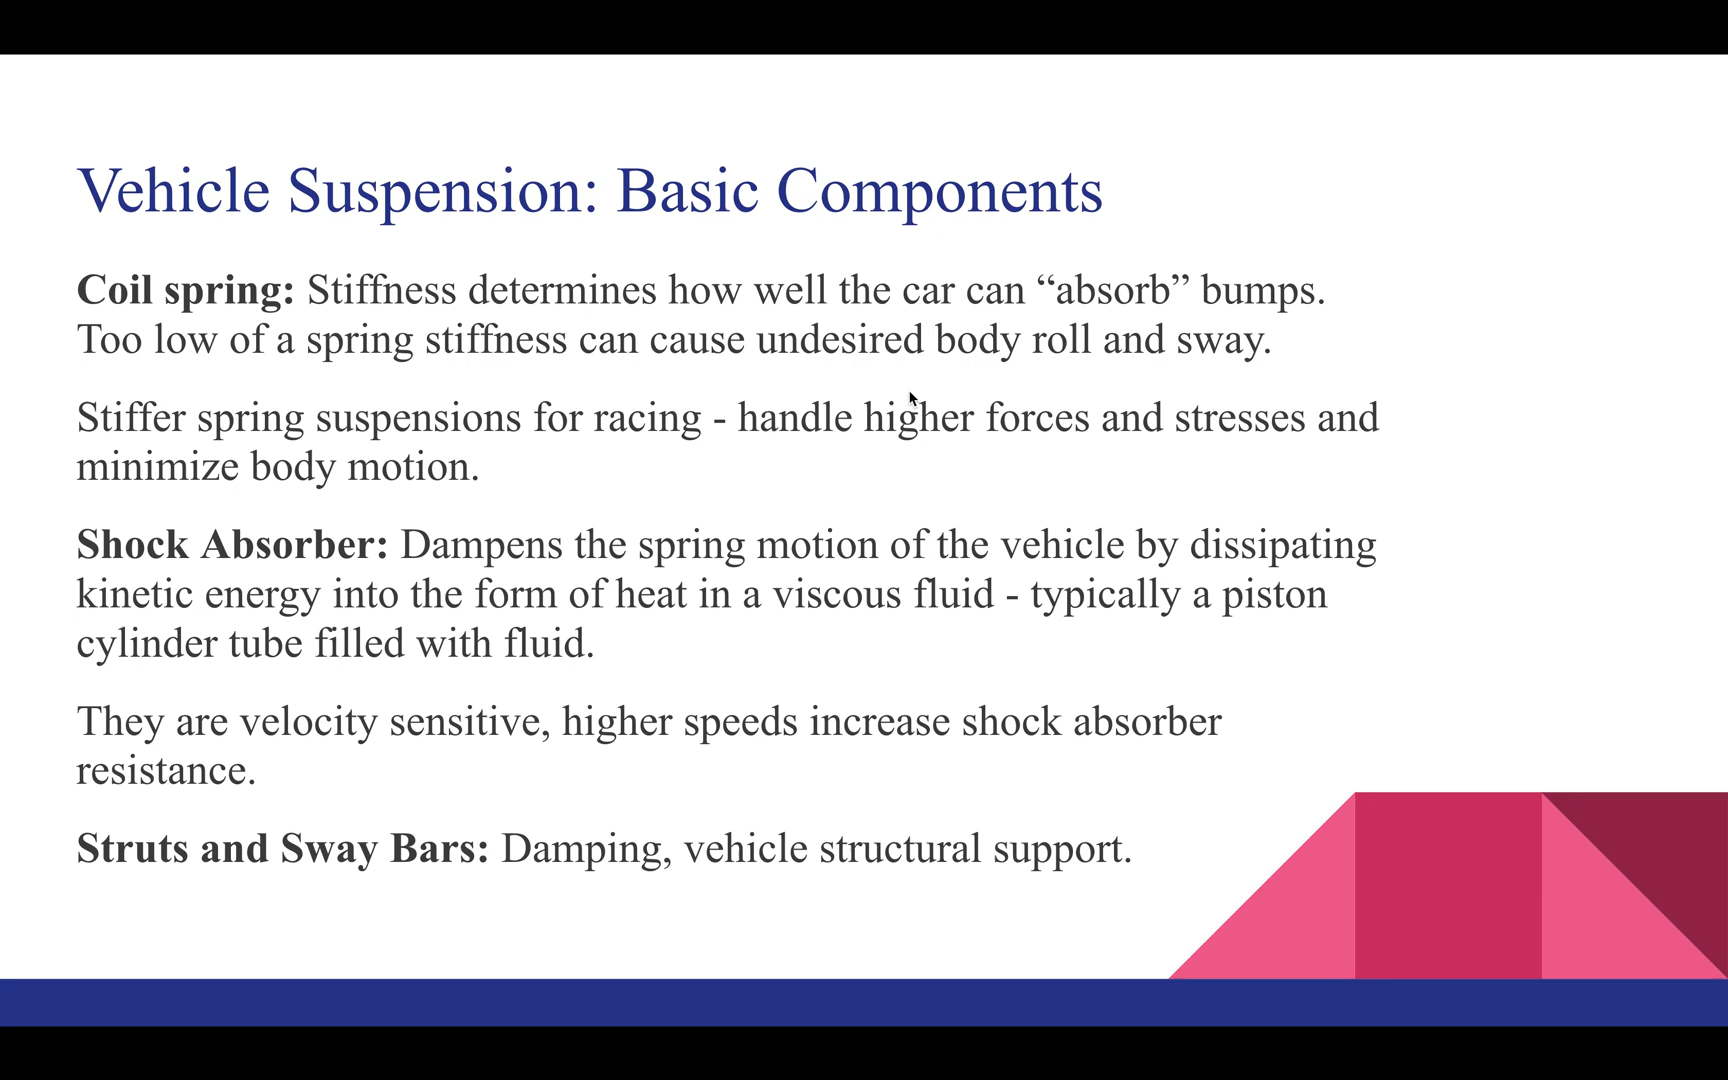 Vehicle Suspension: Basic Components
Coil spring: Stiffness determines how well the car can “absorb” bumps.
Too low of a spring stiffness can cause undesired body roll and sway.
Stiffer spring suspensions for racing - handle higher forces and stresses and
minimize body motion.
Shock Absorber: Dampens the spring motion of the vehicle by dissipating
kinetic energy into the form of heat in a viscous fluid - typically a piston
cylinder tube filled with fluid.
They are velocity sensitive, higher speeds increase shock absorber
resistance.
Struts and Sway Bars: Damping, vehicle structural support.